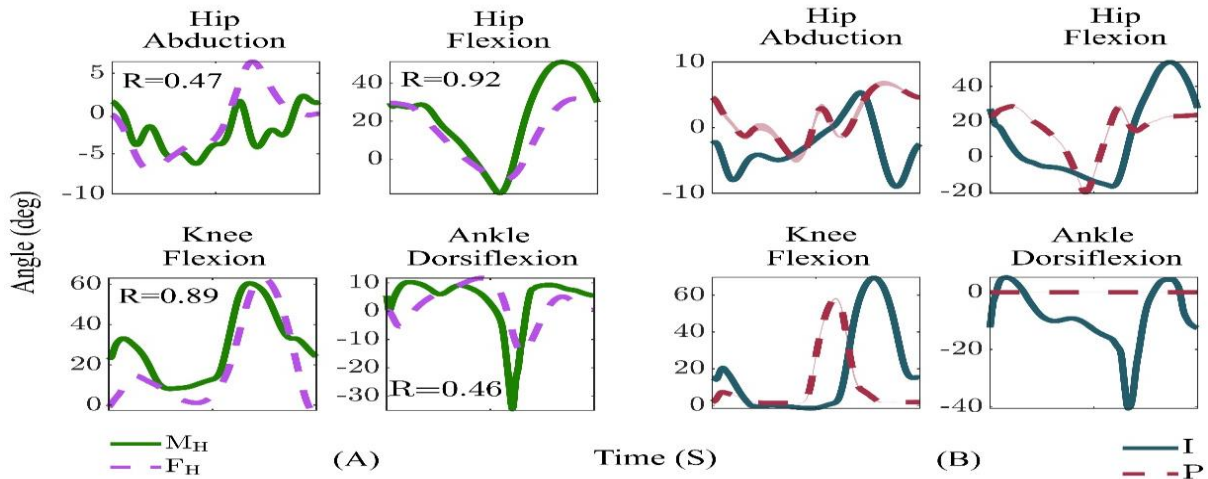 Hip
Abduction
Hip
Flexion
Hip
Abduction
Hip
Flexion
5
0
-5
-10
R=0.47
40
20
0
R=0.92
10
0
-10
40
20
0
-20
Angle (deg)
Knee
Flexion
Ankle
Dorsiflexion
Knee
Flexion
Ankle
Dorsiflexion
60
40
20
0
R=0.89
10
0
-10
-20
-30
R=0.46
60
40
20
0
0
-20
-40
M_H
F_H
(A)
Time (S)
(B)
I
P